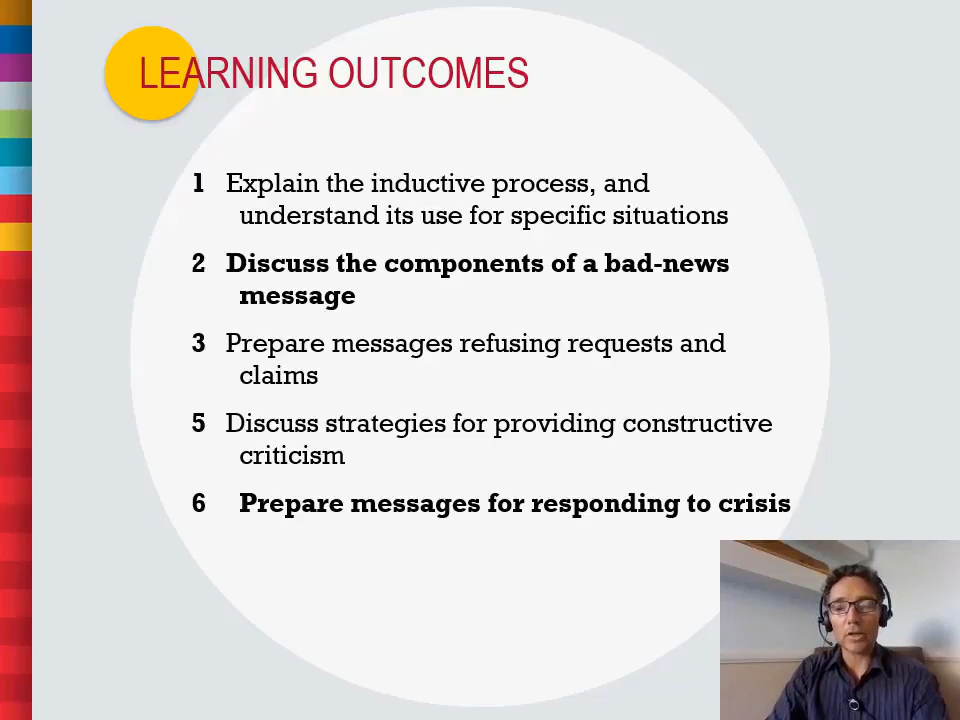 LEARNING OUTCOMES
1 Explain the inductive process, and
understand its use for specific situations
2 Discuss the components of a bad-news
message
3 Prepare messages refusing requests and
claims
5 Discuss strategies for providing constructive
criticism
6 Prepare messages for responding to crisis